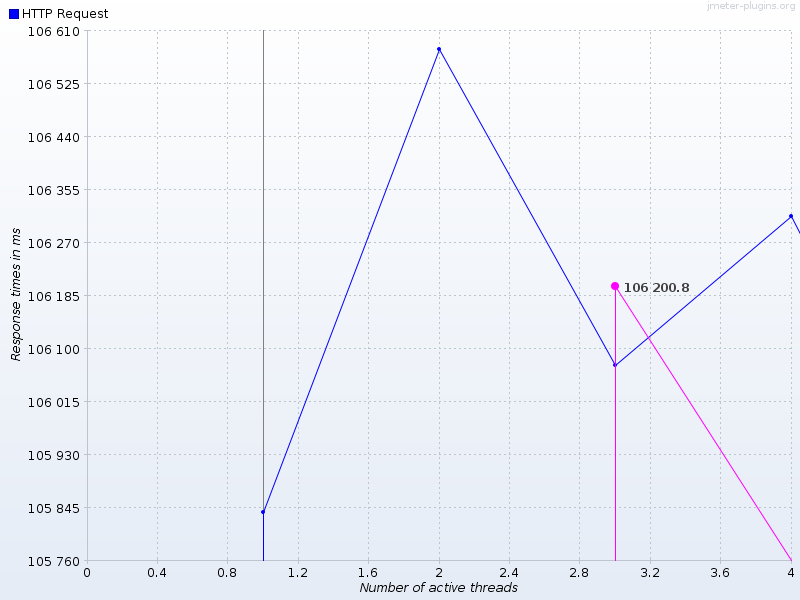 jmeter-plugins.org
HTTP Request
106 610
106 525
106 440
106 355
106 270
106 185
106 100
106 015
105 930
105 845
105 760
Response times in ms
106 200.8
0 0.4 0.8 1.2 1.6 2 2.4 2.8 3.2 3.6 4
Number of active threads